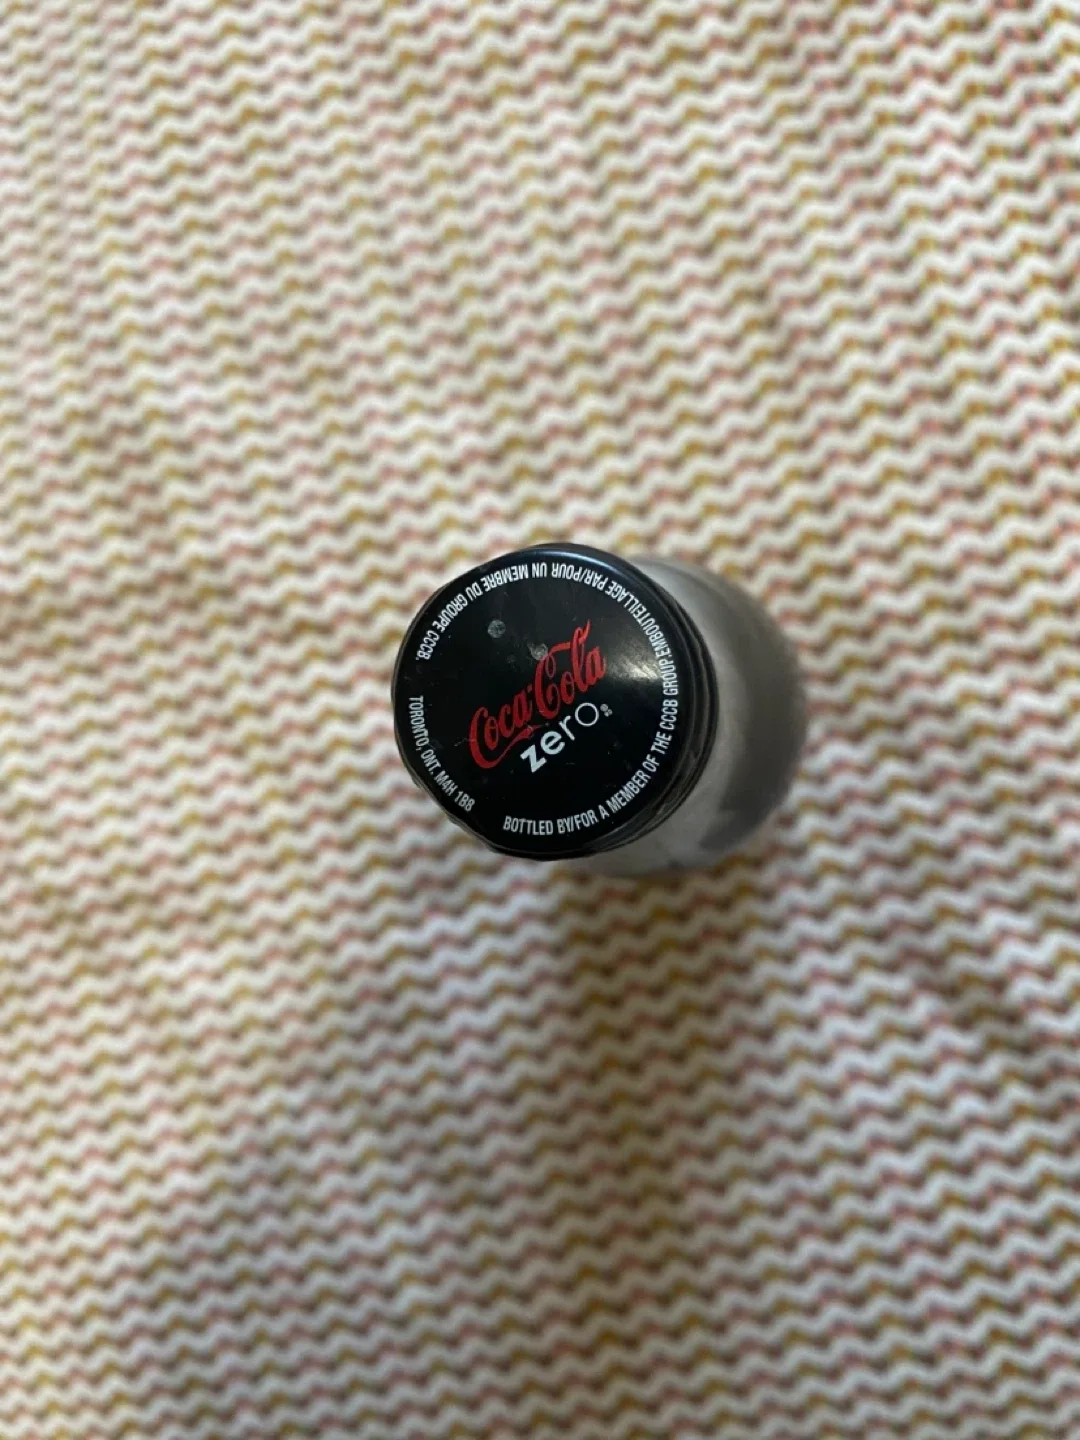 Coca-Cola
zero®
BOTTLED BY/FOR A MEMBER OF THE CCCB GROUP. EMBOUTEILLAGE PAR/POUR UN MEMBRE DU GROUPE CCCB.
TORONTO, ONT. M4H 1B8